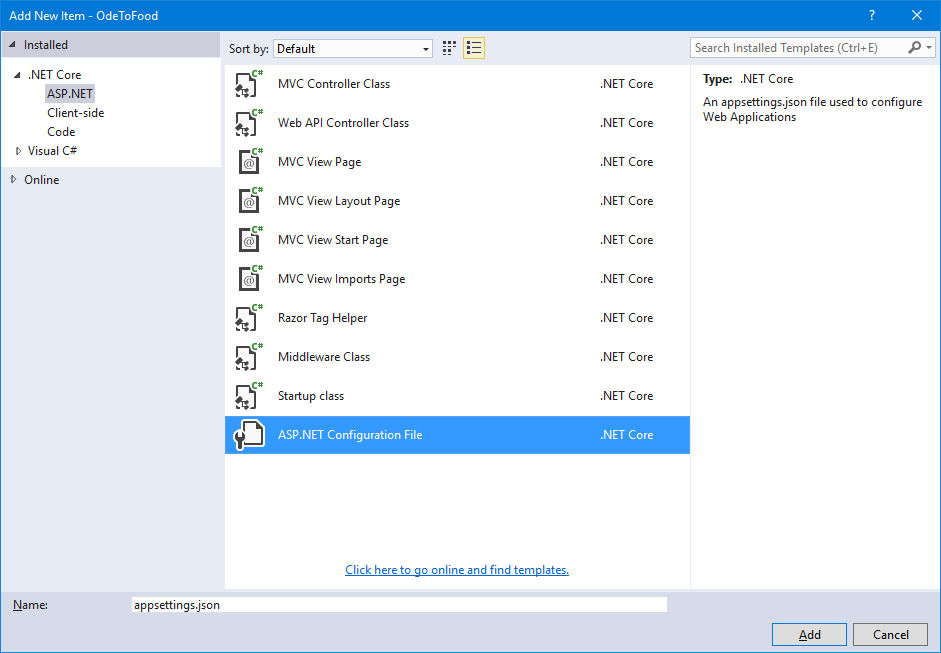 Add New Item - OdeToFood
?
Installed
.NET Core
ASP.NET
Client-side
Code
Visual C#
Online
Sort by: Default
Search Installed Templates (Ctrl+E)
C# MVC Controller Class .NET Core
C# Web API Controller Class .NET Core
C# @ MVC View Page .NET Core
C# @ MVC View Layout Page .NET Core
C# @ MVC View Start Page .NET Core
C# @ MVC View Imports Page .NET Core
C# Razor Tag Helper .NET Core
C# Middleware Class .NET Core
C# Startup class .NET Core
ASP.NET Configuration File .NET Core
Click here to go online and find templates.
Type: .NET Core
An appsettings.json file used to configure
Web Applications
Name: appsettings.json
Add Cancel